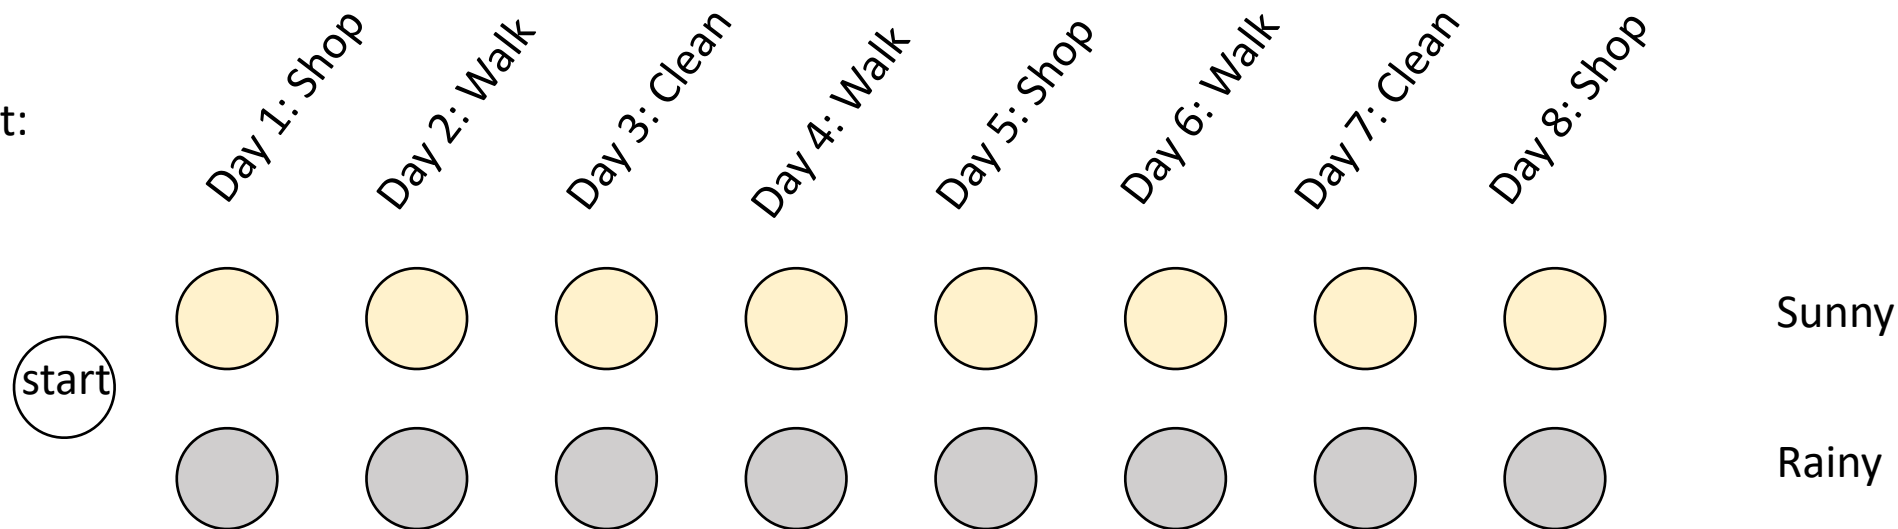 t:
Day 1: Shop
Day 2: Walk
Day 3: Clean
Day 4: Walk
Day 5: Shop
Day 6: Walk
Day 7: Clean
Day 8: Shop
Sunny
start
Rainy